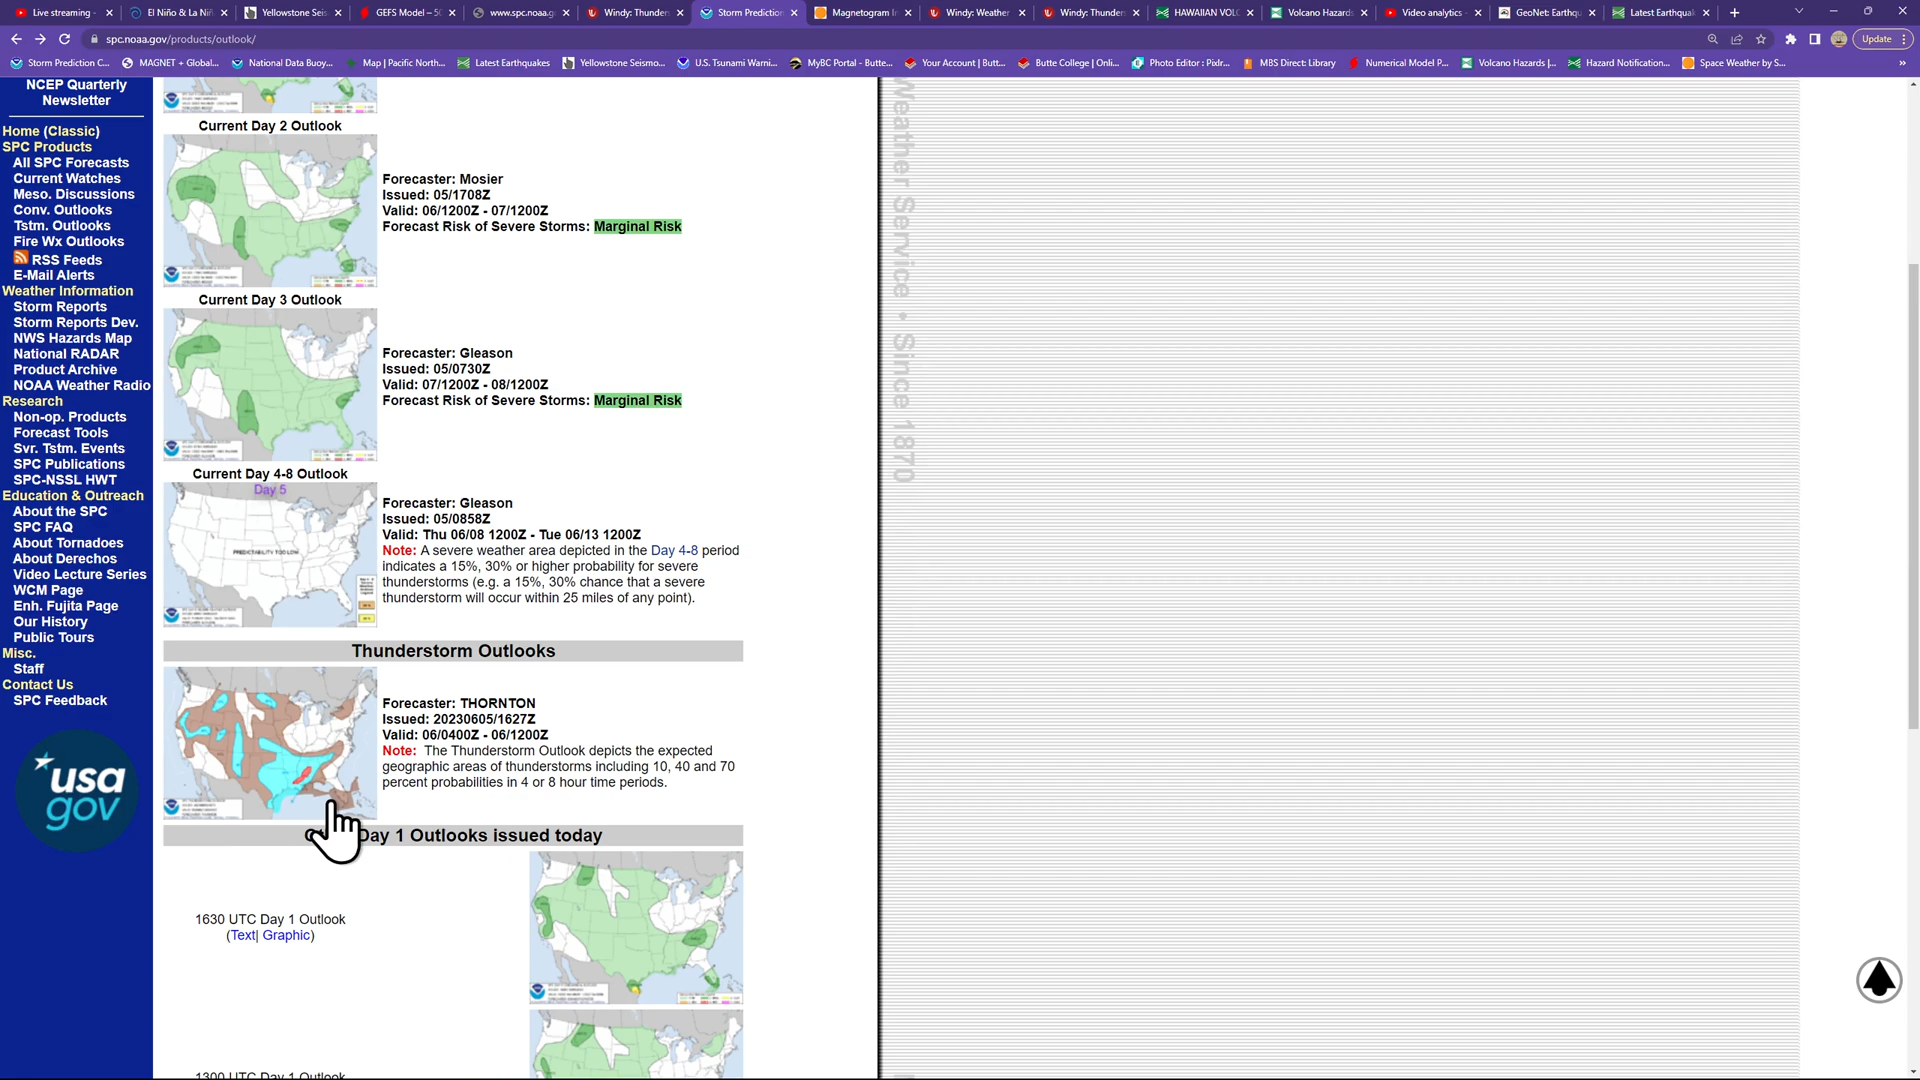 Live streaming -
El Niño & La Niñ
Yellowstone Seis
GEFS Model – 50
www.spc.noaa.g
Windy: Thunder
Storm Prediction
Magnetogram I
Windy: Weather
Windy: Thunder
HAWAIIAN VOLC
Volcano Hazards
Video analytics -
GeoNet: Earthqu
Latest Earthquak
spc.noaa.gov/products/outlook/
Update
Storm Prediction C...
MAGNET + Global...
National Data Buoy...
Map | Pacific North...
Latest Earthquakes
Yellowstone Seismo...
U.S. Tsunami Warni...
MyBC Portal - Butte...
Your Account | Butt...
Butte College | Onli...
Photo Editor : Pixlr...
MBS Direct: Library
Numerical Model P...
Volcano Hazards |...
Hazard Notification...
Space Weather by S...
NCEP Quarterly
Newsletter
Home (Classic)
SPC Products
All SPC Forecasts
Current Watches
Meso. Discussions
Conv. Outlooks
Tstm. Outlooks
Fire Wx Outlooks
RSS Feeds
E-Mail Alerts
Weather Information
Storm Reports
Storm Reports Dev.
NWS Hazards Map
National RADAR
Product Archive
NOAA Weather Radio
Research
Non-op. Products
Forecast Tools
Svr. Tstm. Events
SPC Publications
SPC-NSSL HWT
Education & Outreach
About the SPC
SPC FAQ
About Tornadoes
About Derechos
Video Lecture Series
WCM Page
Enh. Fujita Page
Our History
Public Tours
Misc.
Staff
Contact Us
SPC Feedback
usa
gov
Current Day 2 Outlook
Forecaster: Mosier
Issued: 05/1708Z
Valid: 06/1200Z - 07/1200Z
Forecast Risk of Severe Storms: Marginal Risk
Current Day 3 Outlook
Forecaster: Gleason
Issued: 05/0730Z
Valid: 07/1200Z - 08/1200Z
Forecast Risk of Severe Storms: Marginal Risk
Current Day 4-8 Outlook
Day 5
PREDICTABILITY TOO LOW
Forecaster: Gleason
Issued: 05/0858Z
Valid: Thu 06/08 1200Z - Tue 06/13 1200Z
Note: A severe weather area depicted in the Day 4-8 period
indicates a 15%, 30% or higher probability for severe
thunderstorms (e.g. a 15%, 30% chance that a severe
thunderstorm will occur within 25 miles of any point).
Thunderstorm Outlooks
Forecaster: THORNTON
Issued: 20230605/1627Z
Valid: 06/0400Z - 06/1200Z
Note: The Thunderstorm Outlook depicts the expected
geographic areas of thunderstorms including 10, 40 and 70
percent probabilities in 4 or 8 hour time periods.
Day 1 Outlooks issued today
1630 UTC Day 1 Outlook
(Text| Graphic)
1300 UTC Day 1 Outlook
Weather Service • Since 1870